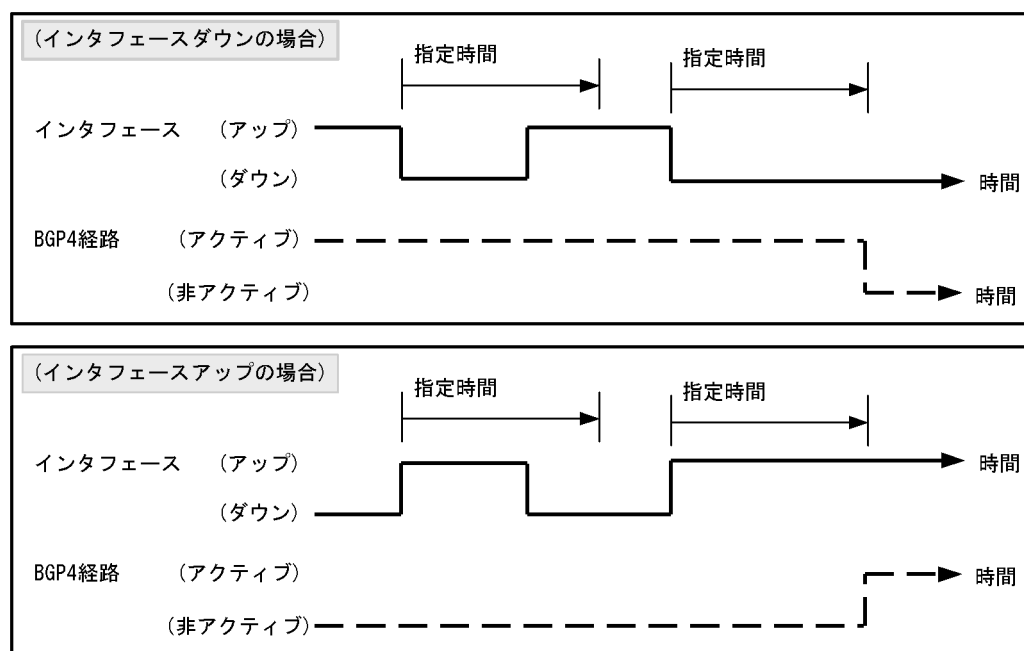 (インタフェースダウンの場合)
指定時間
指定時間
インタフェース (アップ)
(ダウン)
時間
BGP4経路 (アクティブ)
(非アクティブ)
時間
(インタフェースアップの場合)
指定時間
指定時間
インタフェース (アップ)
時間
(ダウン)
BGP4経路 (アクティブ)
時間
(非アクティブ)